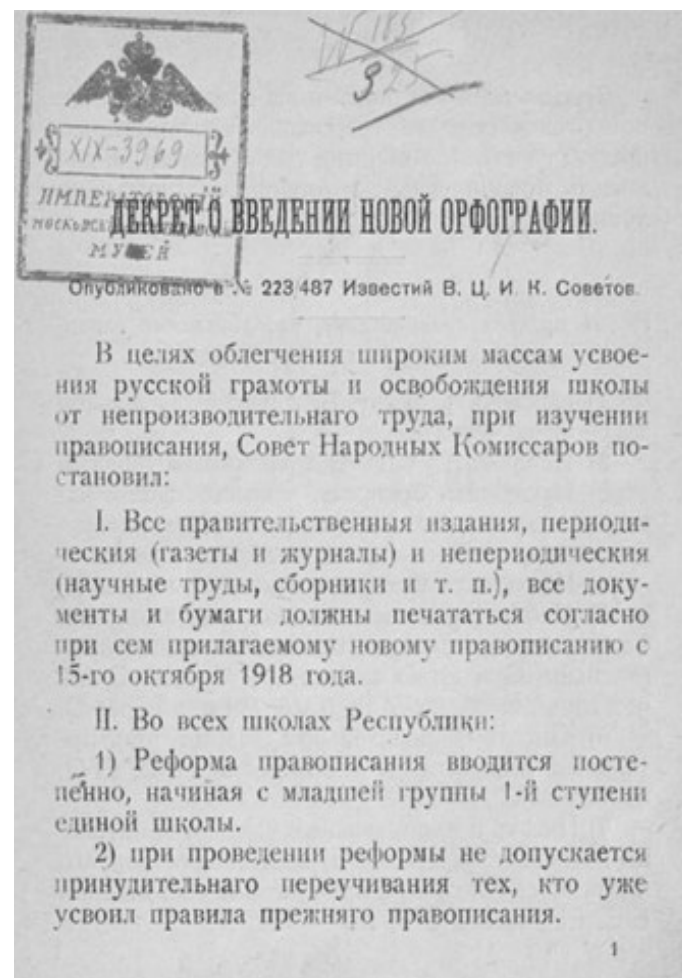 № 185
325
XIX-3969
ИМПЕРАТОРСКІЙ
МУЗЕЙ
ДЕКРЕТ О ВВЕДЕНИИ НОВОЙ ОРФОГРАФИИ.
Опубликовано в № 223/487 Известий В. Ц. И. К. Советов.
В целях облегчения широким массам усвое-
ния русской грамоты и освобождения школы
от непроизводительнаго труда, при изучении
правописания, Совет Народных Комиссаров по-
становил:
I. Все правительственныя издания, периоди-
ческия (газеты и журналы) и непериодическия
(научные труды, сборники и т. п.), все доку-
менты и бумаги должны печататься согласно
при сем прилагаемому новому правописанию с
15-го октября 1918 года.
II. Во всех школах Республики:
1) Реформа правописания вводится посте-
пенно, начиная с младшей группы 1-й ступени
единой школы.
2) при проведении реформы не допускается
принудительнаго переучивания тех, кто уже
усвоил правила прежняго правописания.
1